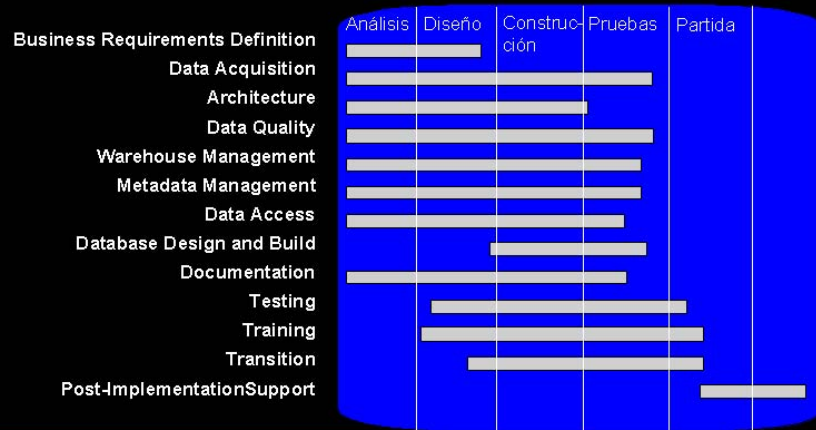 Análisis Diseño Construc- Pruebas Partida
ción
Business Requirements Definition
Data Acquisition
Architecture
Data Quality
Warehouse Management
Metadata Management
Data Access
Database Design and Build
Documentation
Testing
Training
Transition
Post-ImplementationSupport